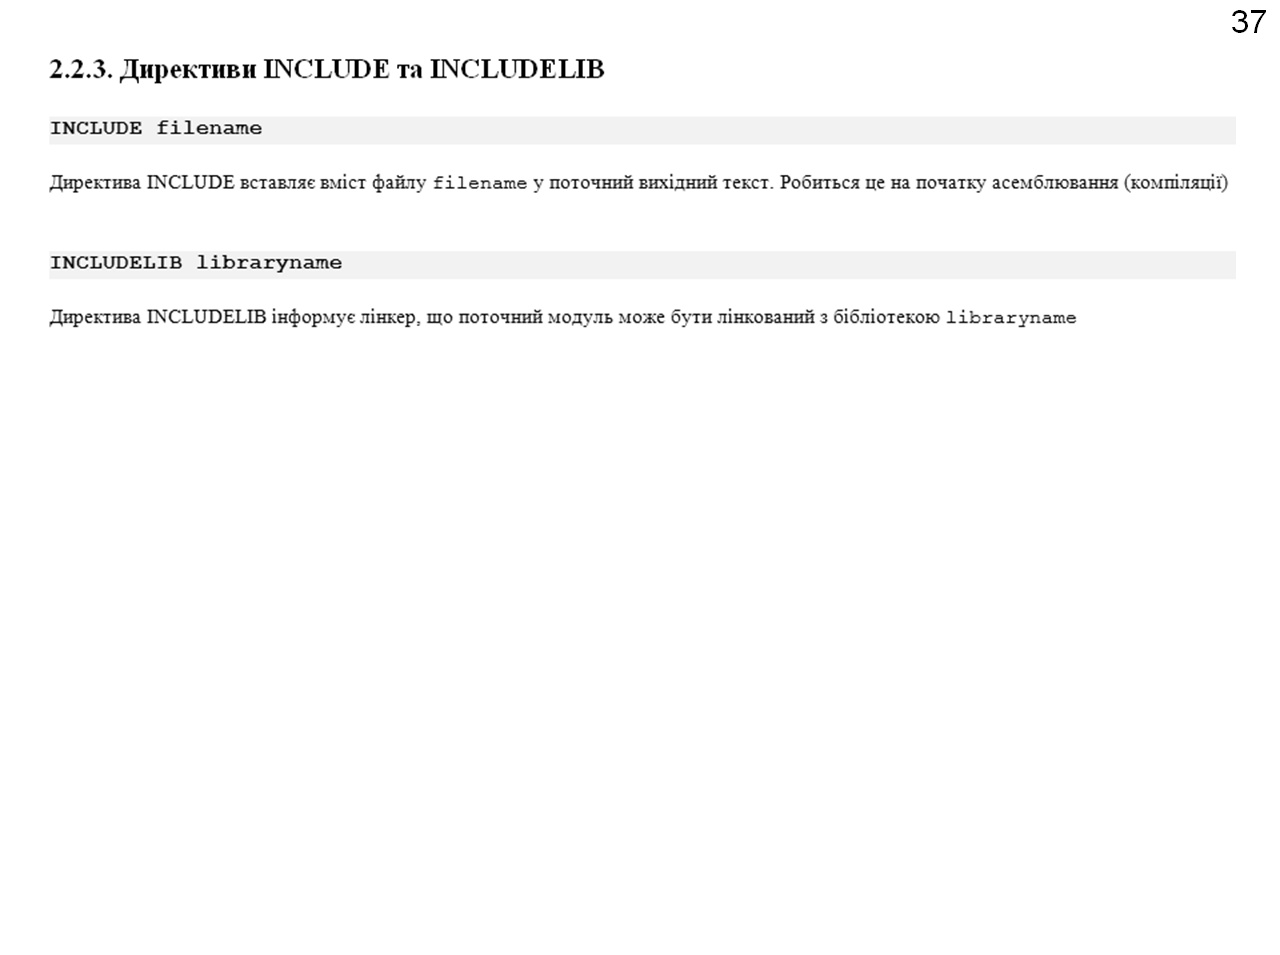 37
2.2.3. Директиви INCLUDE та INCLUDELIB
INCLUDE filename
Директива INCLUDE вставляє вміст файлу filename у поточний вихідний текст. Робиться це на початку асемблювання (компіляції)
INCLUDELIB libraryname
Директива INCLUDELIB інформує лінкер, що поточний модуль може бути лінкований з бібліотекою libraryname